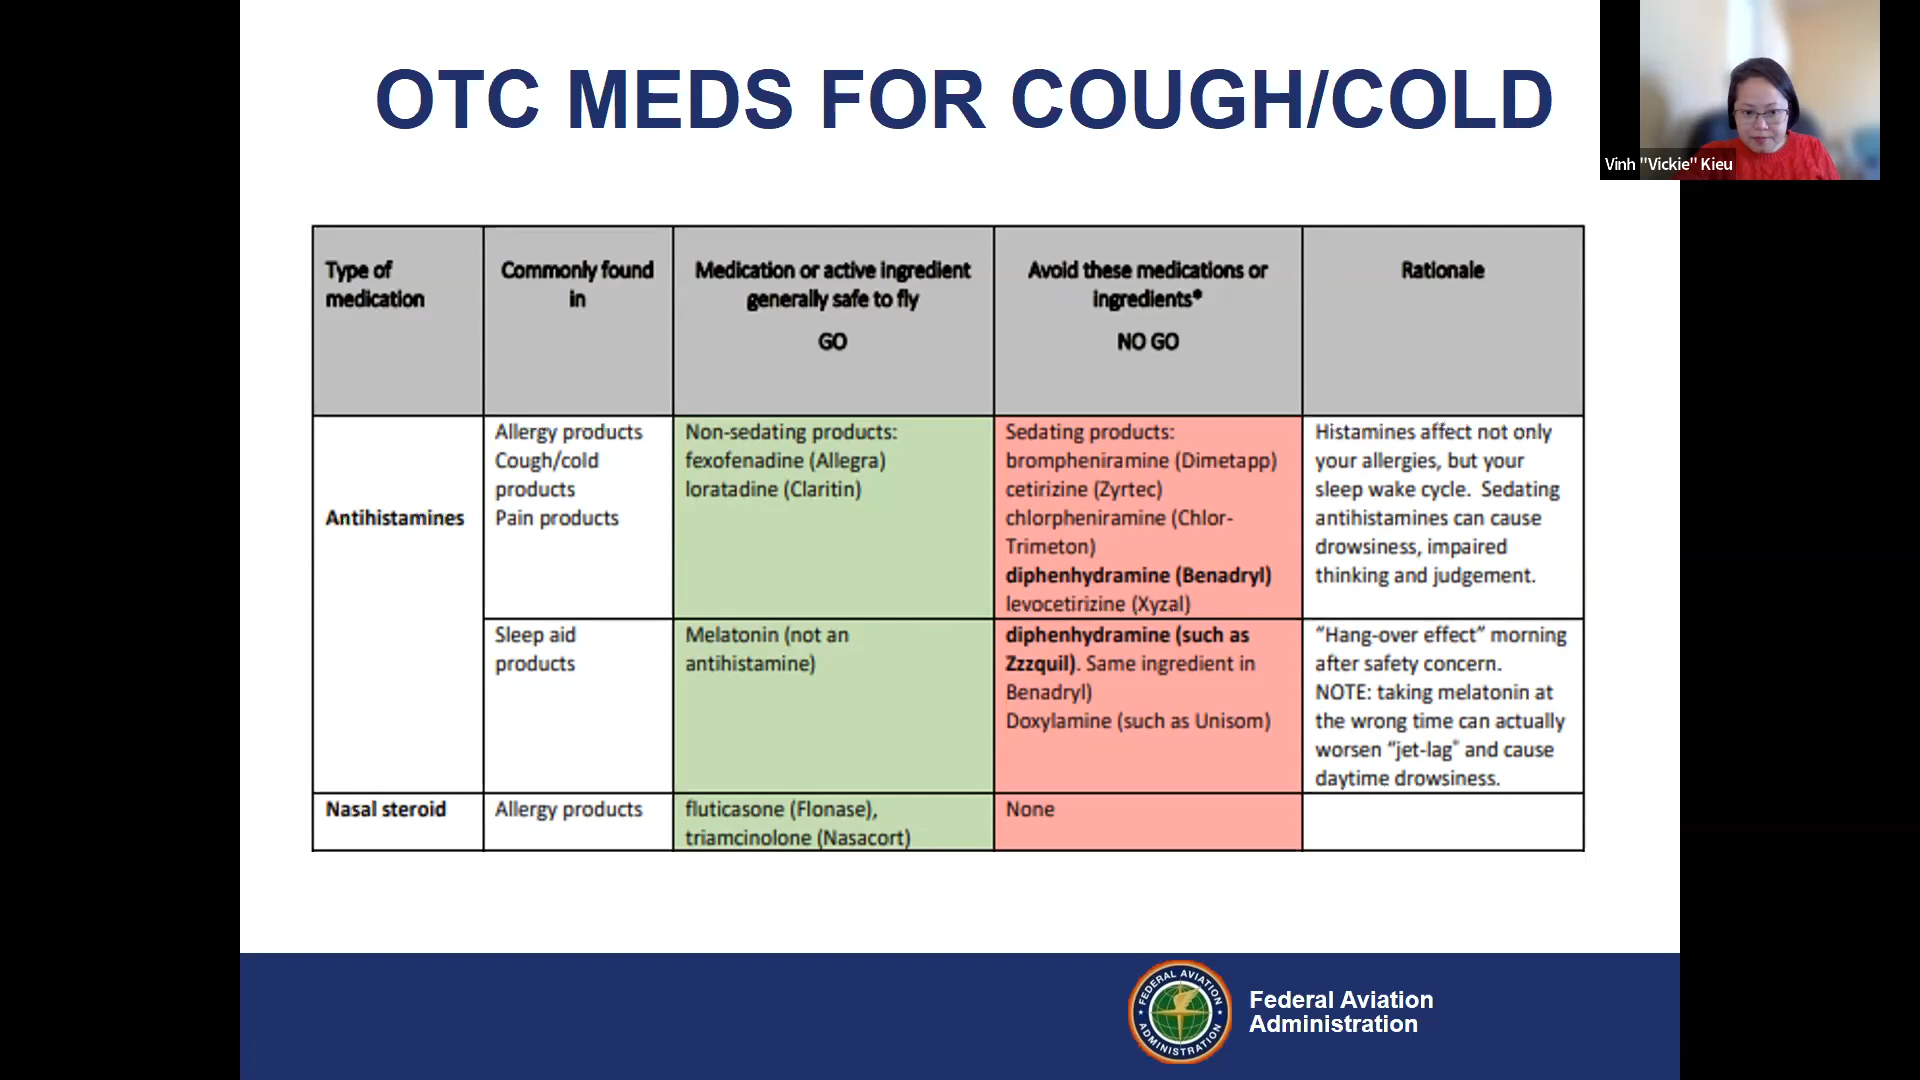 OTC MEDS FOR COUGH/COLD
Vinh "Vickie" Kieu
Type of
medication
Commonly found
in
Medication or active ingredient
generally safe to fly
GO
Avoid these medications or
ingredients*
NO GO
Rationale
Antihistamines
Allergy products
Cough/cold
products
Pain products
Non-sedating products:
fexofenadine (Allegra)
loratadine (Claritin)
Sedating products:
brompheniramine (Dimetapp)
cetirizine (Zyrtec)
chlorpheniramine (Chlor-
Trimeton)
diphenhydramine (Benadryl)
levocetirizine (Xyzal)
Histamines affect not only
your allergies, but your
sleep wake cycle. Sedating
antihistamines can cause
drowsiness, impaired
thinking and judgement.
Sleep aid
products
Melatonin (not an
antihistamine)
diphenhydramine (such as
Zzzquil). Same ingredient in
Benadryl)
Doxylamine (such as Unisom)
“Hang-over effect” morning
after safety concern.
NOTE: taking melatonin at
the wrong time can actually
worsen “jet-lag” and cause
daytime drowsiness.
Nasal steroid
Allergy products
fluticasone (Flonase),
triamcinolone (Nasacort)
None
FEDERAL AVIATION
ADMINISTRATION
Federal Aviation
Administration